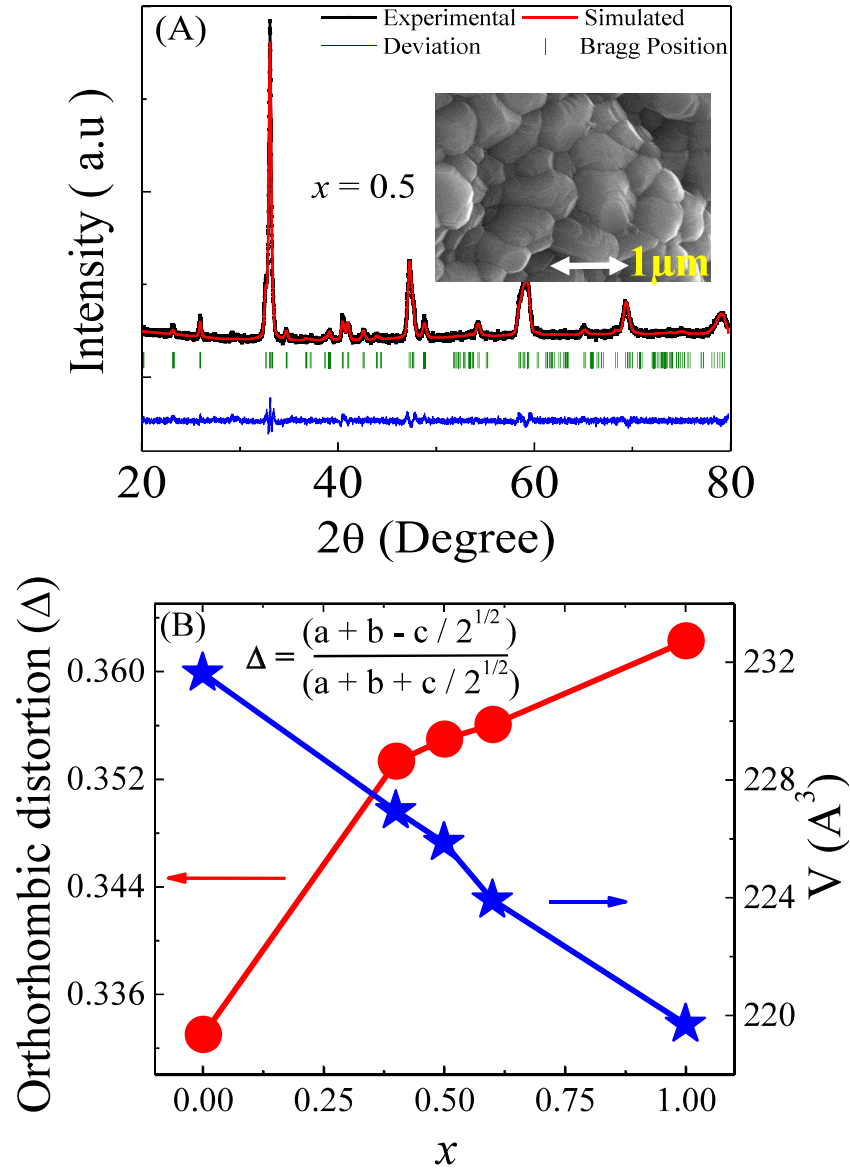 (A)
Experimental Simulated
Deviation Bragg Position
Intensity ( a.u )
x = 0.5
1μm
20 40 60 80
2θ (Degree)
(B)
Δ = (a + b - c / 2^1/2)
(a + b + c / 2^1/2)
Orthorhombic distortion (Δ)
0.360
0.352
0.344
0.336
232
228
224
220
V (A^3)
0.00 0.25 0.50 0.75 1.00
x